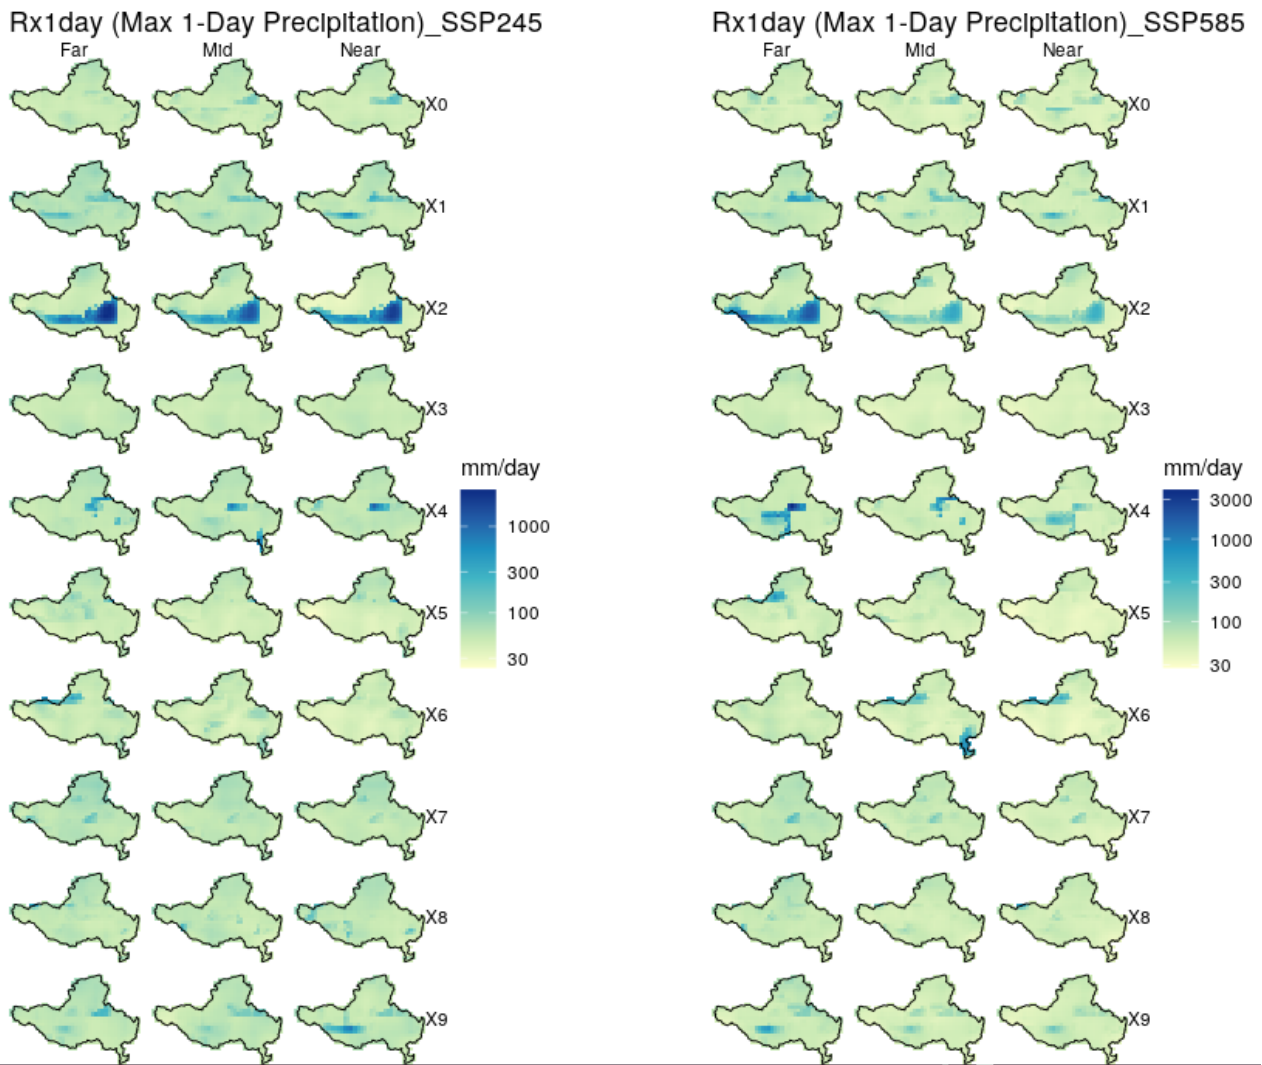 Rx1day (Max 1-Day Precipitation)_SSP245
Far Mid Near
X0
X1
X2
X3
X4
X5
X6
X7
X8
X9
mm/day
1000
300
100
30
Rx1day (Max 1-Day Precipitation)_SSP585
Far Mid Near
X0
X1
X2
X3
X4
X5
X6
X7
X8
X9
mm/day
3000
1000
300
100
30